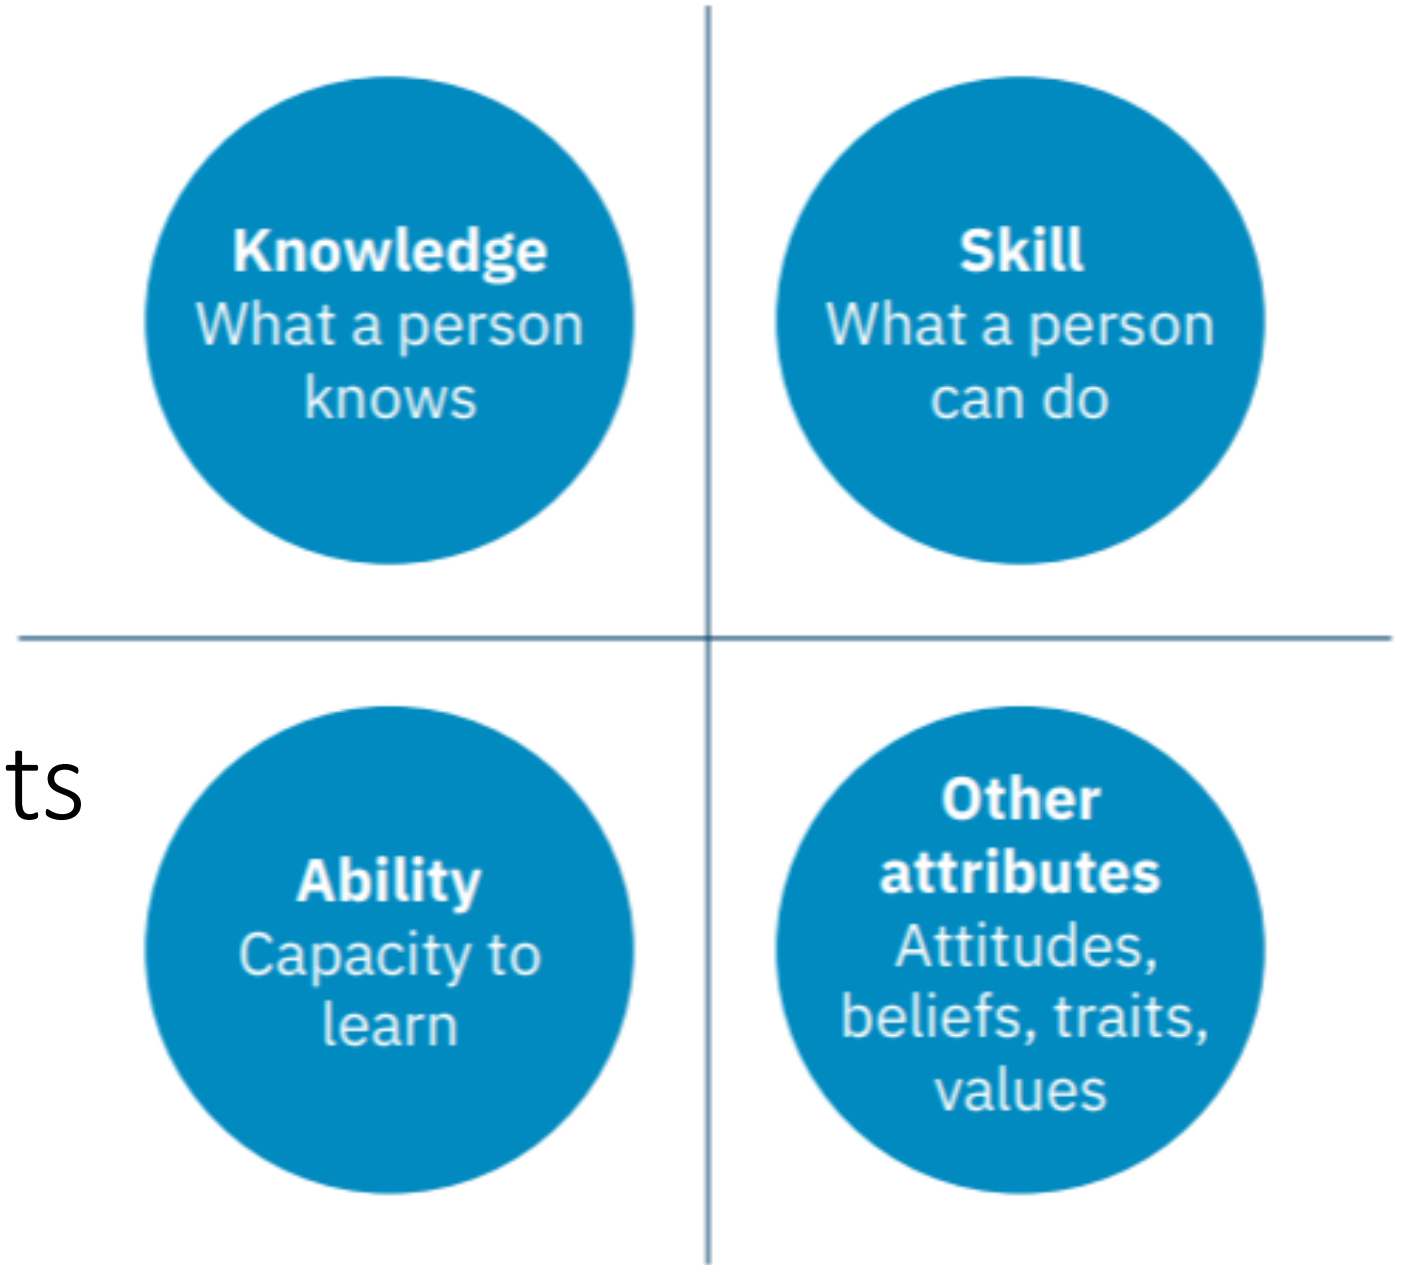 Knowledge
What a person
knows
Skill
What a person
can do
ts
Ability
Capacity to
learn
Other
attributes
Attitudes,
beliefs, traits,
values